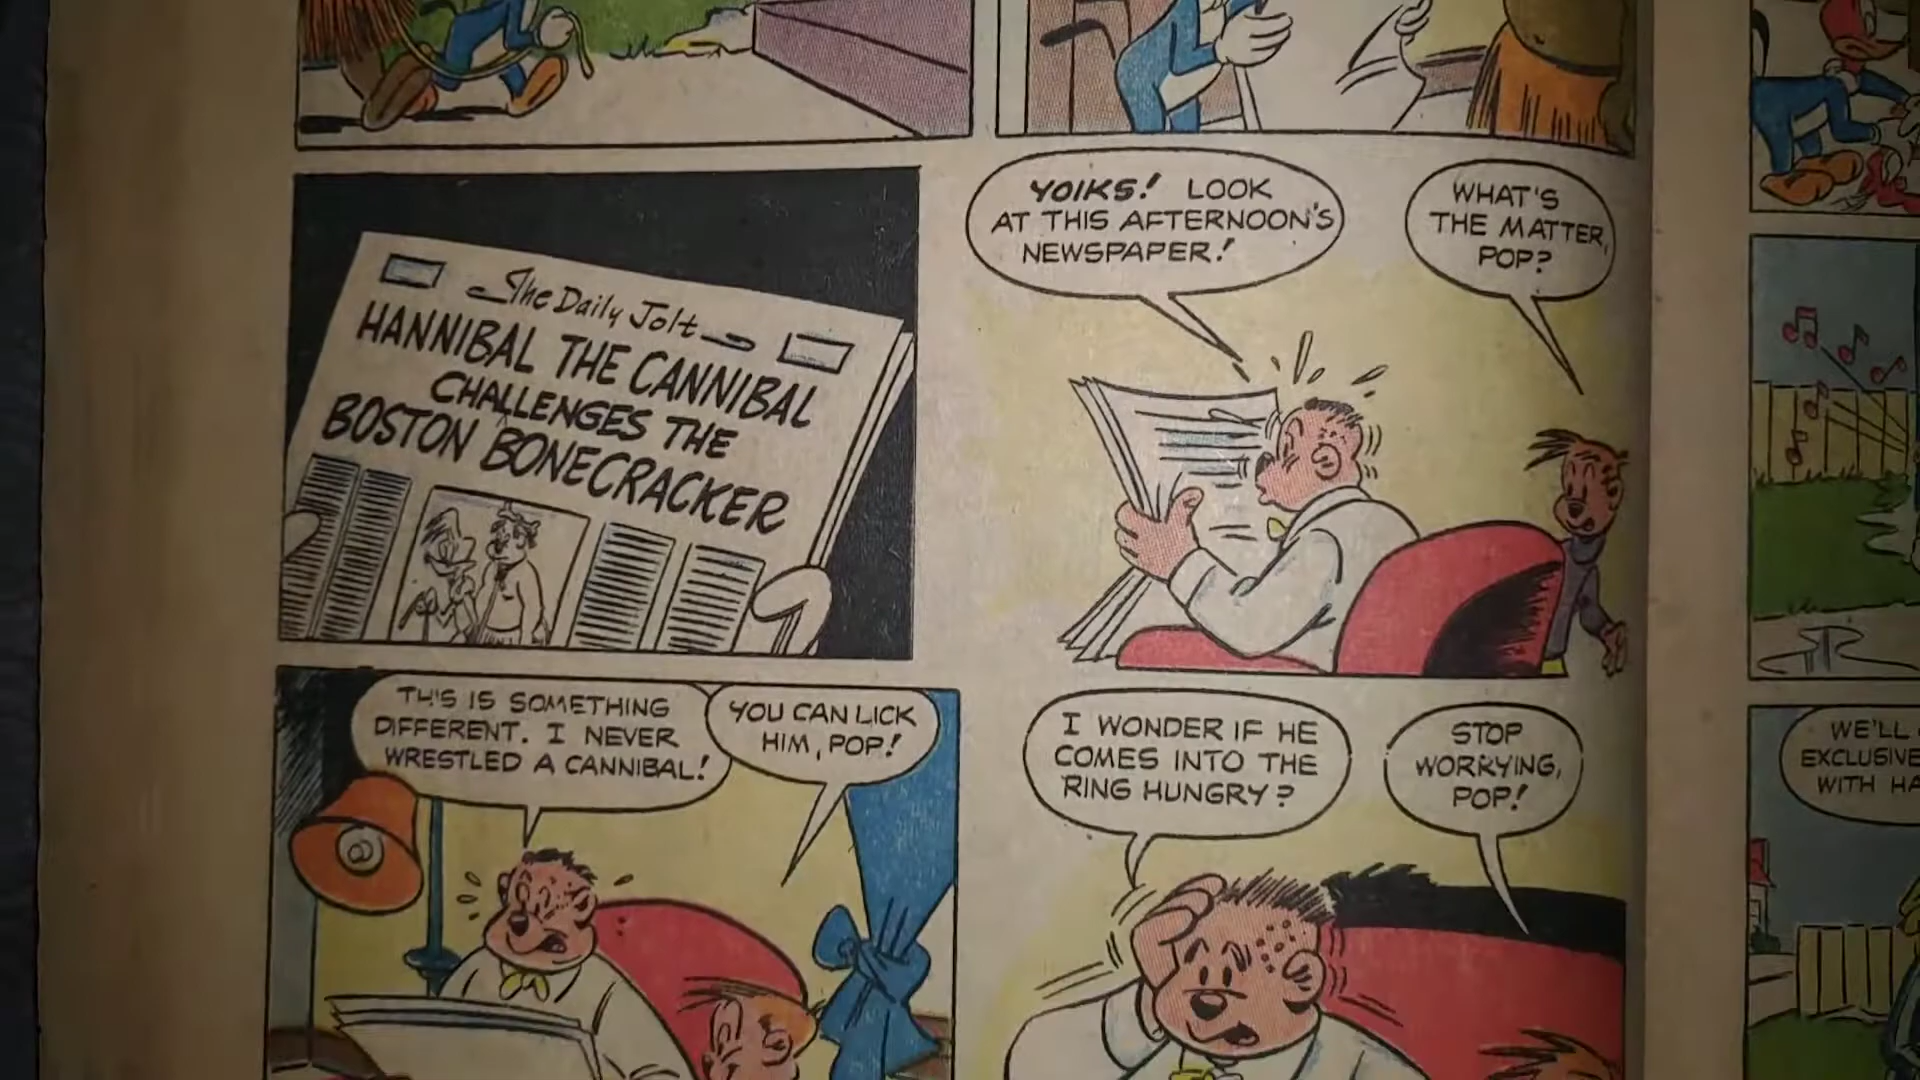 The Daily Jolt
HANNIBAL THE CANNIBAL
CHALLENGES THE
BOSTON BONECRACKER
YOIKS! LOOK
AT THIS AFTERNOON'S
NEWSPAPER!
WHAT'S
THE MATTER,
POP?
THIS IS SOMETHING
DIFFERENT. I NEVER
WRESTLED A CANNIBAL!
YOU CAN LICK
HIM, POP!
I WONDER IF HE
COMES INTO THE
RING HUNGRY?
STOP
WORRYING,
POP!
WE'LL
EXCLUSIVE
WITH HA